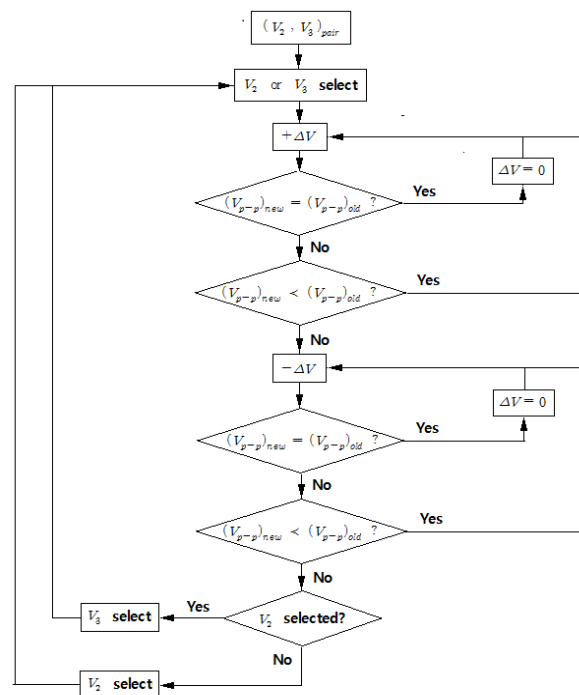 (V₂ , V₃)pair
V₂ or V₃ select
+ΔV
ΔV = 0
(Vp−p)new = (Vp−p)old ?
Yes
No
(Vp−p)new < (Vp−p)old ?
Yes
No
−ΔV
ΔV = 0
(Vp−p)new = (Vp−p)old ?
Yes
No
(Vp−p)new < (Vp−p)old ?
Yes
No
V₂ selected?
Yes
V₃ select
No
V₂ select